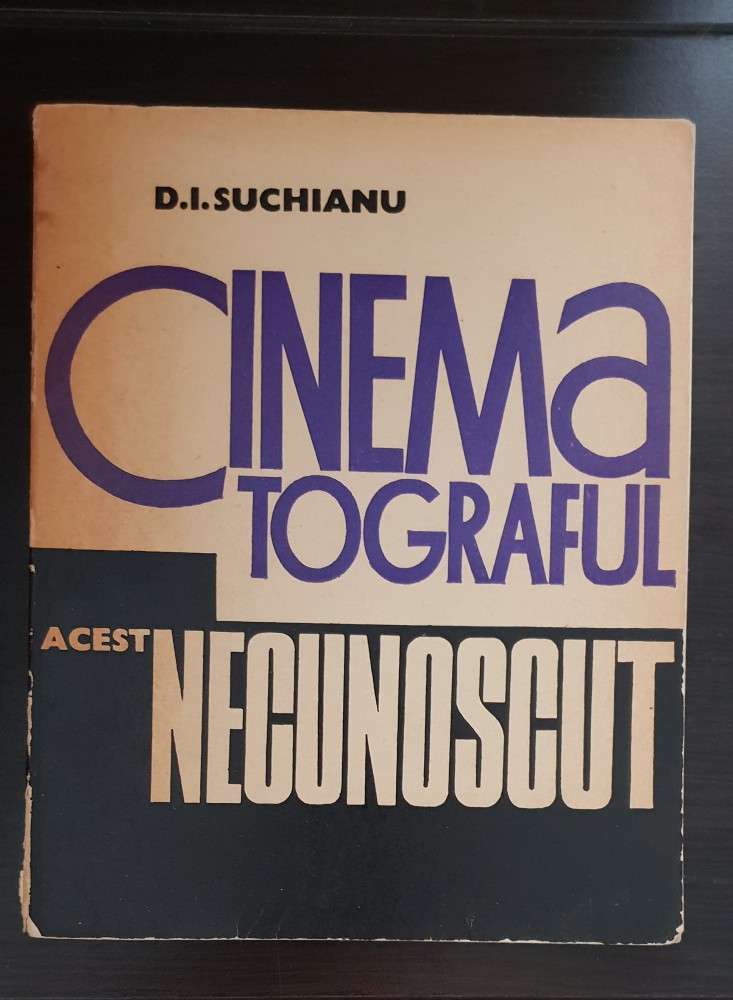 D.I.SUCHIANU
CINEMa
TOGRAFUL
ACEST NECUNOSCUT